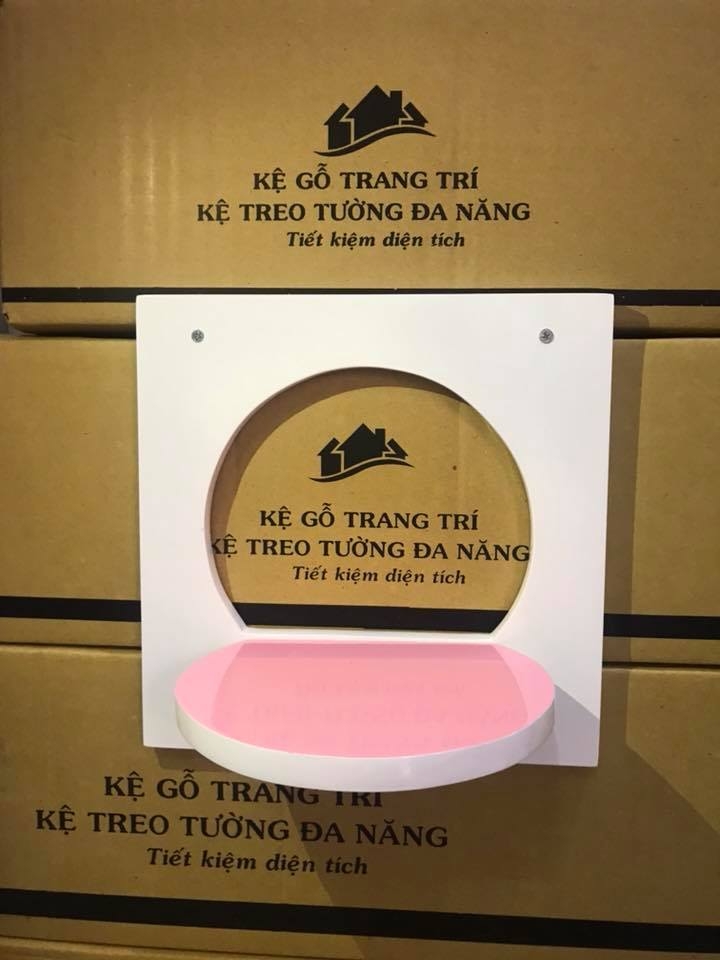 KỆ GỖ TRANG TRÍ
KỆ TREO TƯỜNG ĐA NĂNG
Tiết kiệm diện tích
KỆ GỖ TRANG TRÍ
KỆ TREO TƯỜNG ĐA NĂNG
Tiết kiệm diện tích
KỆ GỖ TRANG TRÍ
KỆ TREO TƯỜNG ĐA NĂNG
Tiết kiệm diện tích